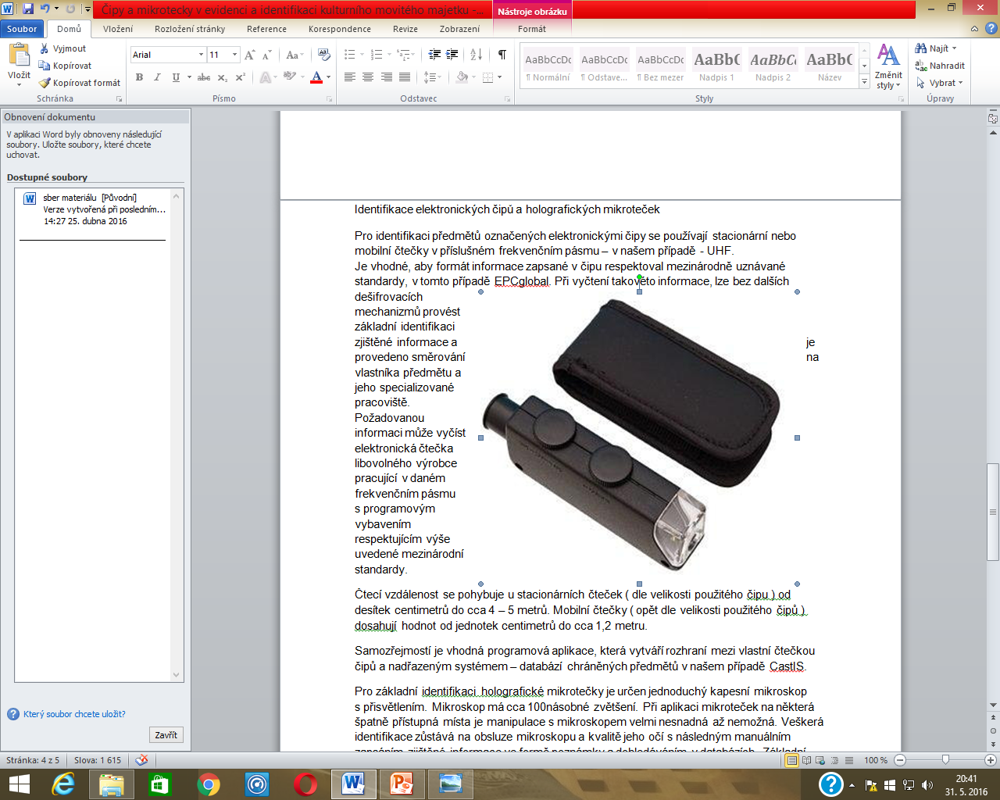 Čipy a mikrotecky v evidenci a identifikaci kulturního movitého majetku -...
Nástroje obrázku
Soubor
Domů
Vložení
Rozložení stránky
Reference
Korespondence
Revize
Zobrazení
Formát
Vložit
Vyjmout
Kopírovat
Kopírovat formát
Schránka
Arial
11
Písmo
Odstavec
AaBbCcDc
¶ Normální
AaBbCcDc
¶ Odstave...
AaBbCcDc
¶ Bez mezer
AaBbC
Nadpis 1
AaBbCc
Nadpis 2
AaBbC
Název
Změnit
styly
Styly
Najít
Nahradit
Vybrat
Úpravy
Obnovení dokumentu
V aplikaci Word byly obnoveny následující
soubory. Uložte soubory, které chcete
uchovat.
Dostupné soubory
sber materiálu [Původní]
Verze vytvořená při posledním...
14:27 25. dubna 2016
Který soubor chcete uložit?
Zavřít
Identifikace elektronických čipů a holografických mikroteček
Pro identifikaci předmětů označených elektronickými čipy se používají stacionární nebo
mobilní čtečky v příslušném frekvenčním pásmu – v našem případě - UHF.
Je vhodné, aby formát informace zapsané v čipu respektoval mezinárodně uznávané
standardy, v tomto případě EPCglobal. Při vyčtení takovéto informace, lze bez dalších
dešifrovacích
mechanizmů provést
základní identifikaci
zjištěné informace a je
provedeno směrování na
vlastníka předmětu a
jeho specializované
pracoviště.
Požadovanou
informaci může vyčíst
elektronická čtečka
libovolného výrobce
pracující v daném
frekvenčním pásmu
s programovým
vybavením
respektujícím výše
uvedené mezinárodní
standardy.
Čtecí vzdálenost se pohybuje u stacionárních čteček ( dle velikosti použitého čipu ) od
desítek centimetrů do cca 4 – 5 metrů. Mobilní čtečky ( opět dle velikosti použitého čipů )
dosahují hodnot od jednotek centimetrů do cca 1,2 metru.
Samozřejmostí je vhodná programová aplikace, která vytváří rozhraní mezi vlastní čtečkou
čipů a nadřazeným systémem – databází chráněných předmětů v našem případě CastIS.
Pro základní identifikaci holografické mikrotečky je určen jednoduchý kapesní mikroskop
s přisvětlením. Mikroskop má cca 100násobné zvětšení. Při aplikaci mikroteček na některá
špatně přístupná místa je manipulace s mikroskopem velmi nesnadná až nemožná. Veškerá
identifikace zůstává na obsluze mikroskopu a kvalitě jeho očí s následným manuálním
zapsáním zjištěné informace ve formě poznámky a dohledáváním v databázích. Základní
Stránka: 4 z 5
Slova: 1 615
100 %
20:41
31. 5. 2016